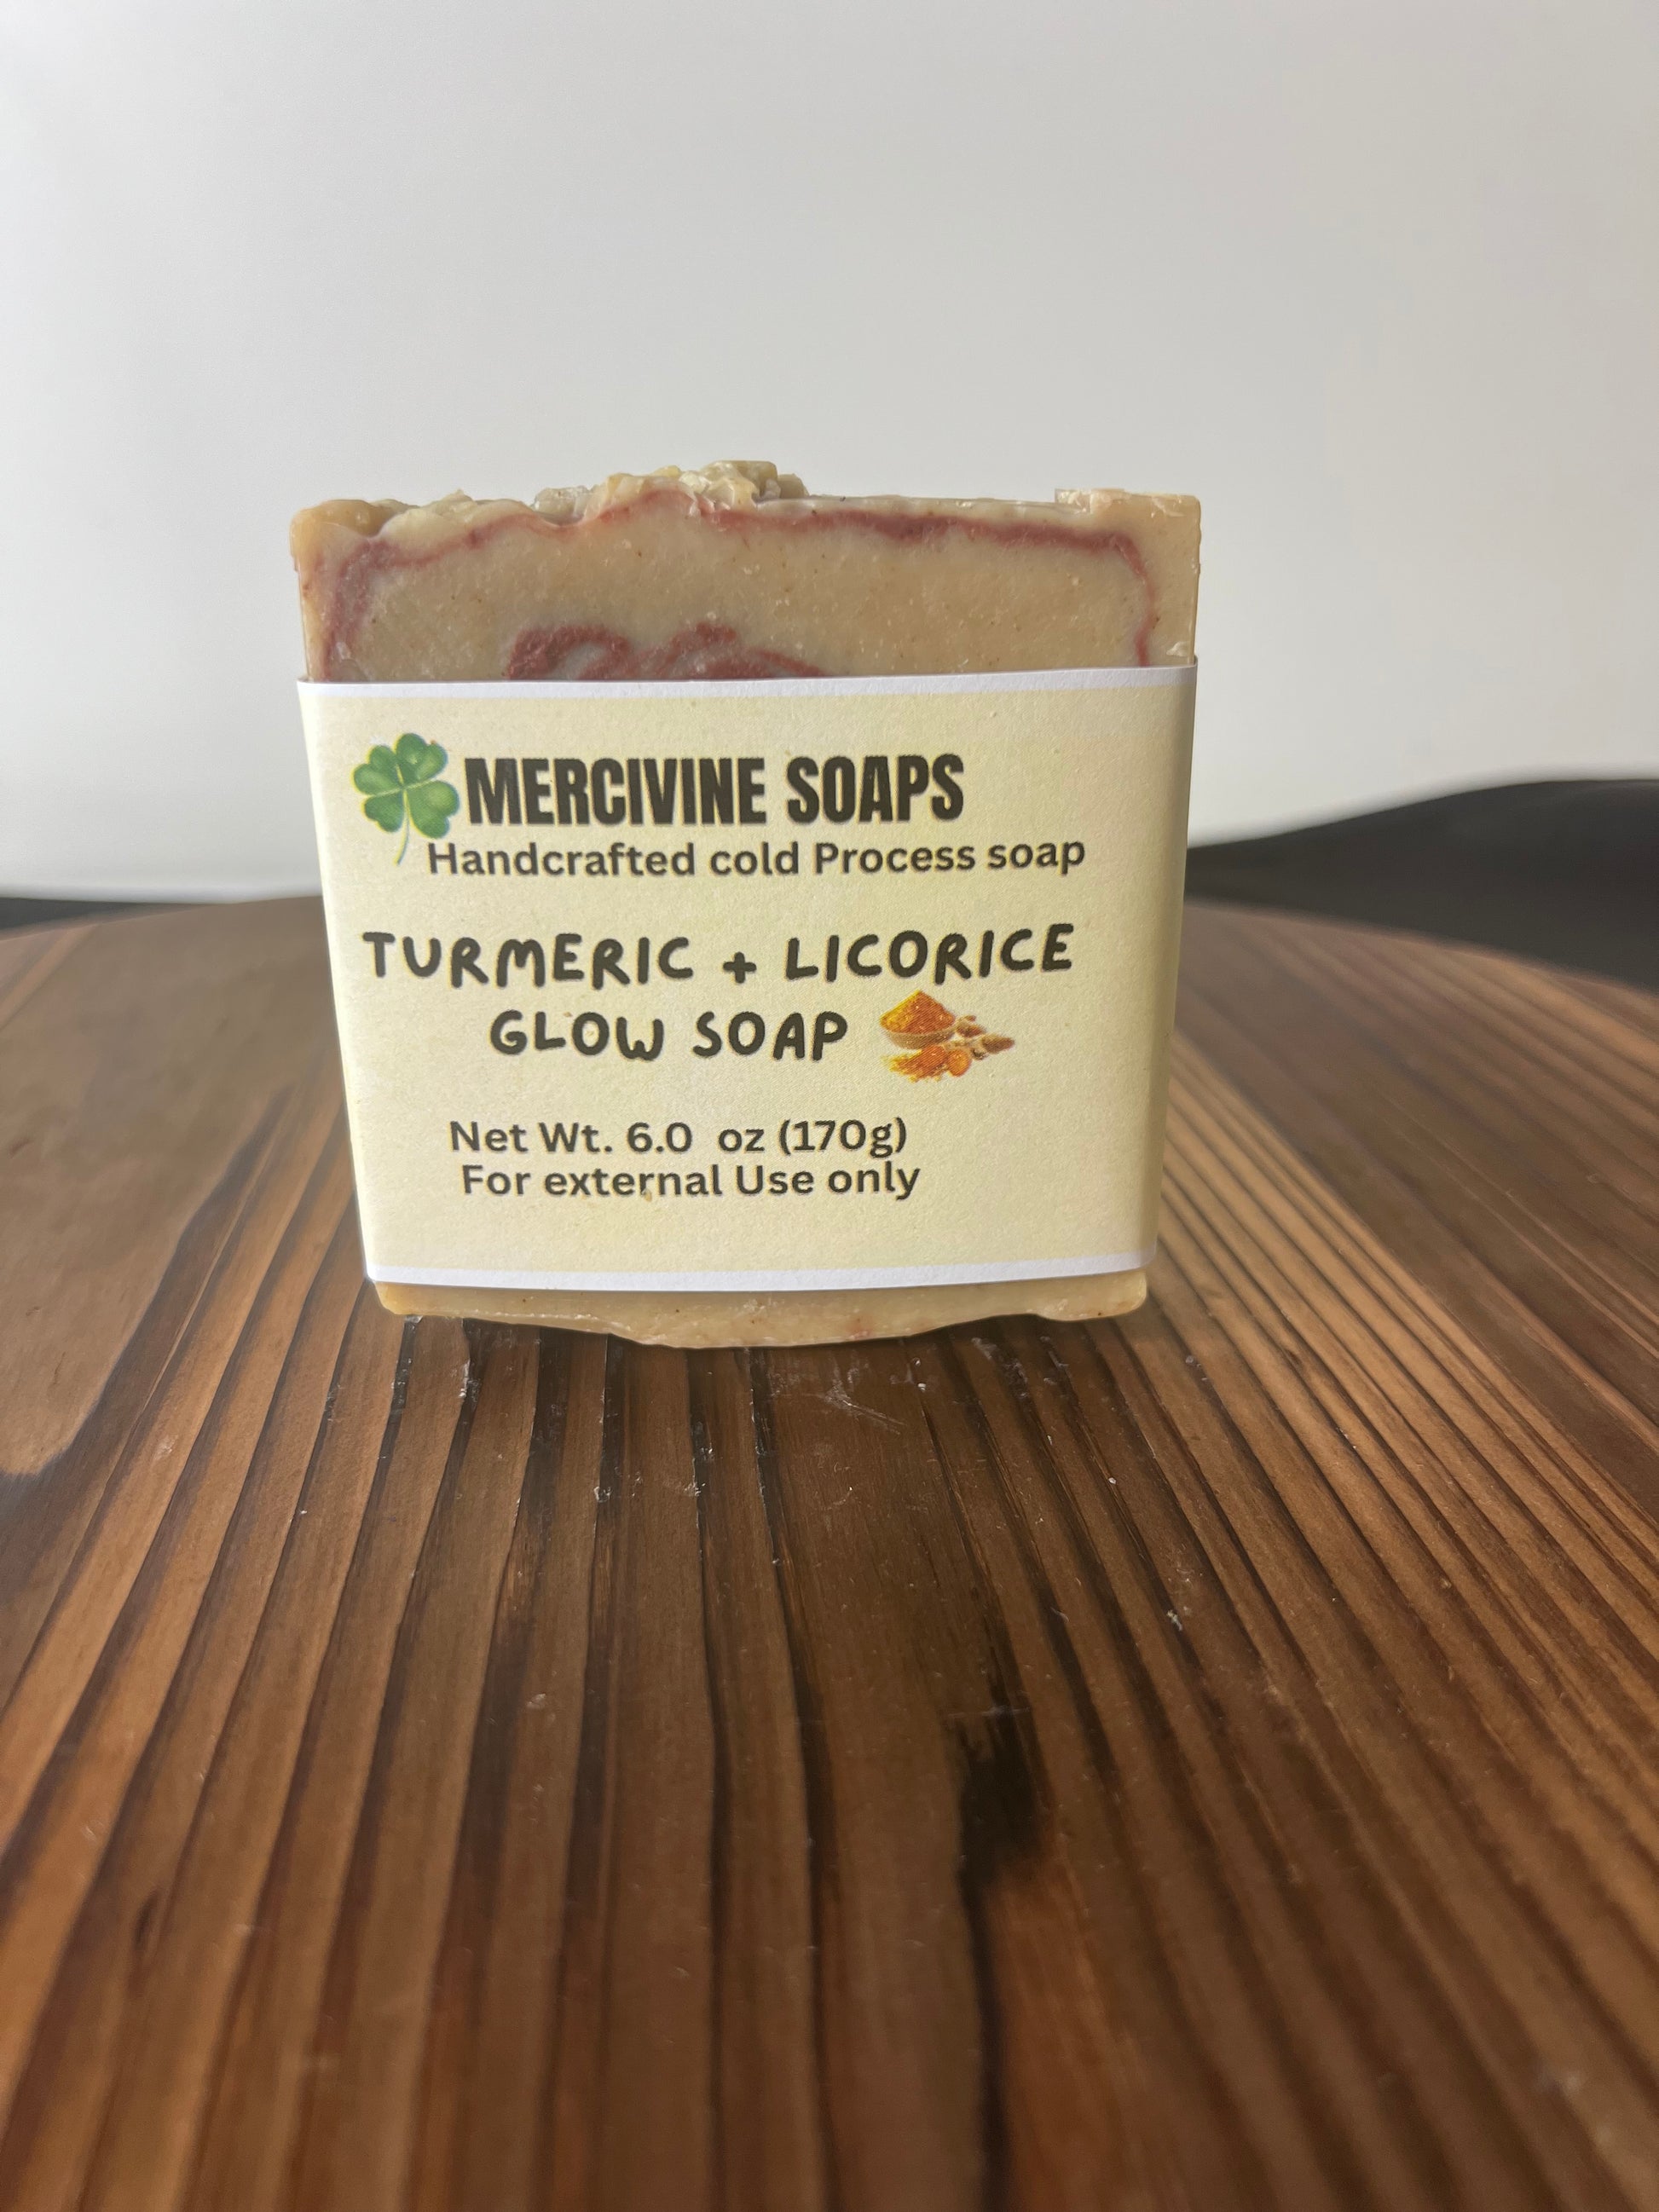 MERCIVINE SOAPS
Handcrafted cold Process soap
TURMERIC + LICORICE
GLOW SOAP
Net Wt. 6.0 oz (170g)
For external Use only